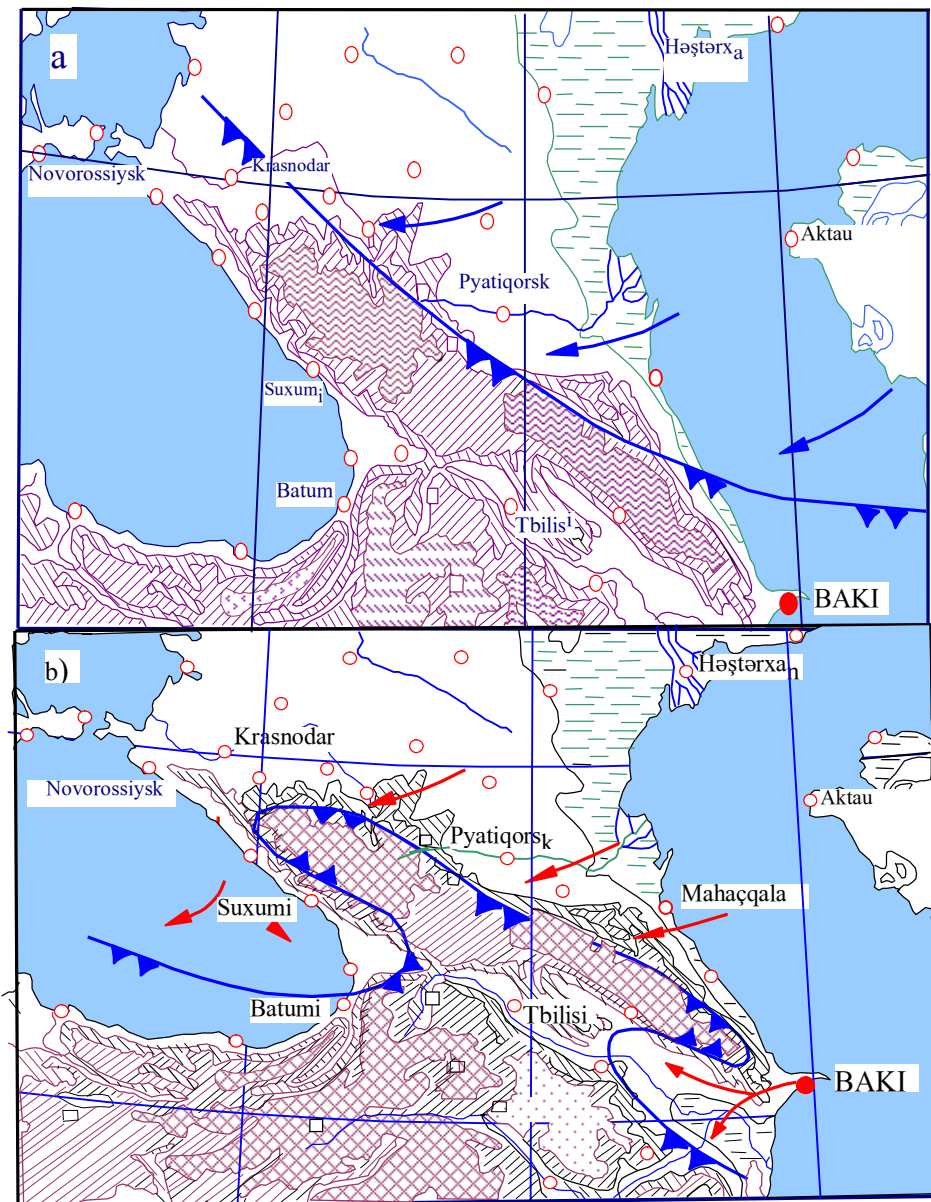 a
Həştərxa
a
Krasnodar
Novorossiysk
Aktau
Pyatiqorsk
Suxumi
Batum
Tbilisi
BAKI
b)
Həştərxan
Krasnodar
Novorossiysk
Aktau
Pyatiqorsk
Mahaçqala
Suxumi
Batumi
Tbilisi
BAKI